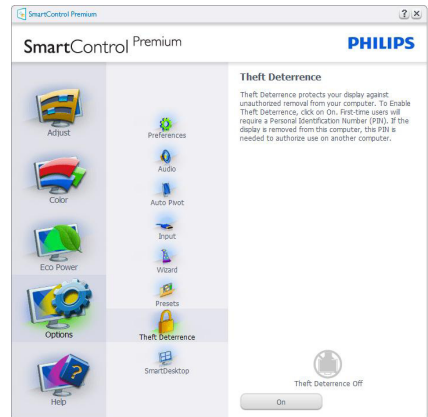 SmartControl Premium
SmartControl Premium
PHILIPS
Adjust
Color
Eco Power
Options
Help
Preferences
Audio
Auto Pivot
Input
Wizard
Presets
Theft Deterrence
SmartDesktop
Theft Deterrence
Theft Deterrence protects your display against
unauthorized removal from your computer. To Enable
Theft Deterrence, click on On. First-time users will
require a Personal Identification Number (PIN). If the
display is removed from this computer, this PIN is
needed to authorize use on another computer.
Theft Deterrence Off
On